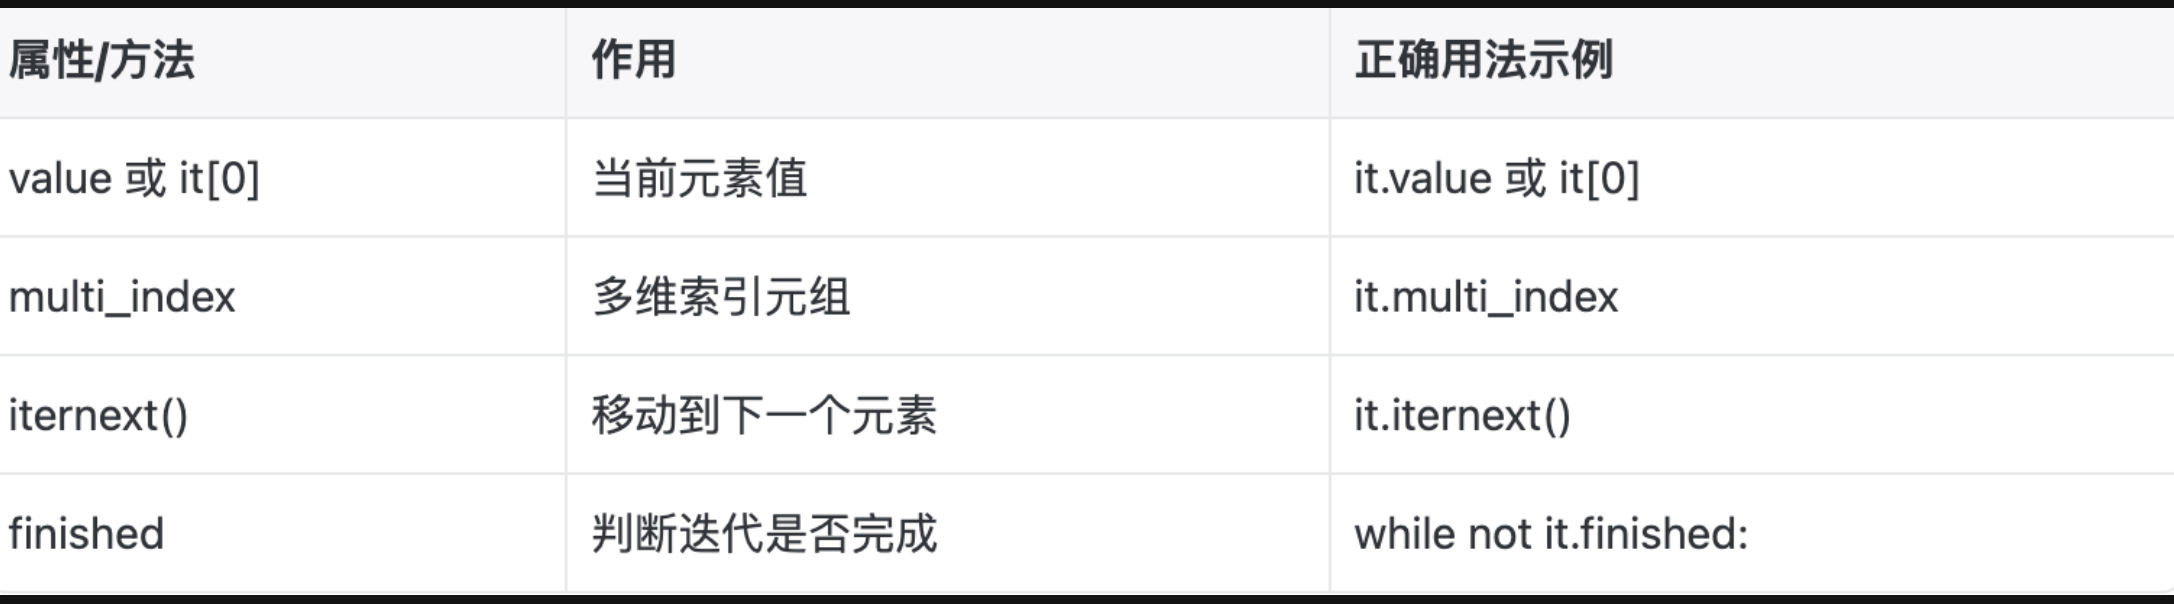 属性/方法 作用 正确用法示例
value 或 it[0] 当前元素值 it.value 或 it[0]
multi_index 多维索引元组 it.multi_index
iternext() 移动到下一个元素 it.iternext()
finished 判断迭代是否完成 while not it.finished: